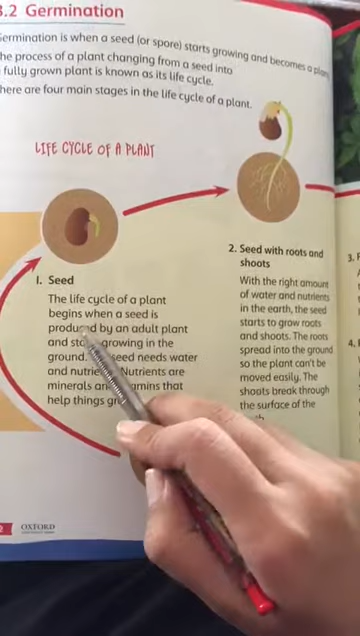 3.2 Germination
Germination is when a seed (or spore) starts growing and becomes a plant
The process of a plant changing from a seed into
fully grown plant is known as its life cycle.
There are four main stages in the life cycle of a plant.
LIFE CYCLE OF A PLANT
1. Seed
The life cycle of a plant
begins when a seed is
produced by an adult plant
and growing in the
ground. seed needs water
and Nutrients are
minerals that
help things
2. Seed with roots and
shoots
With the right amount
of water and nutrients
in the earth, the seed
starts to grow roots
and shoots. The roots
spread into the ground
so the plant can't be
moved easily. The
shoots break through
the surface of the
3.
4.
OXFORD